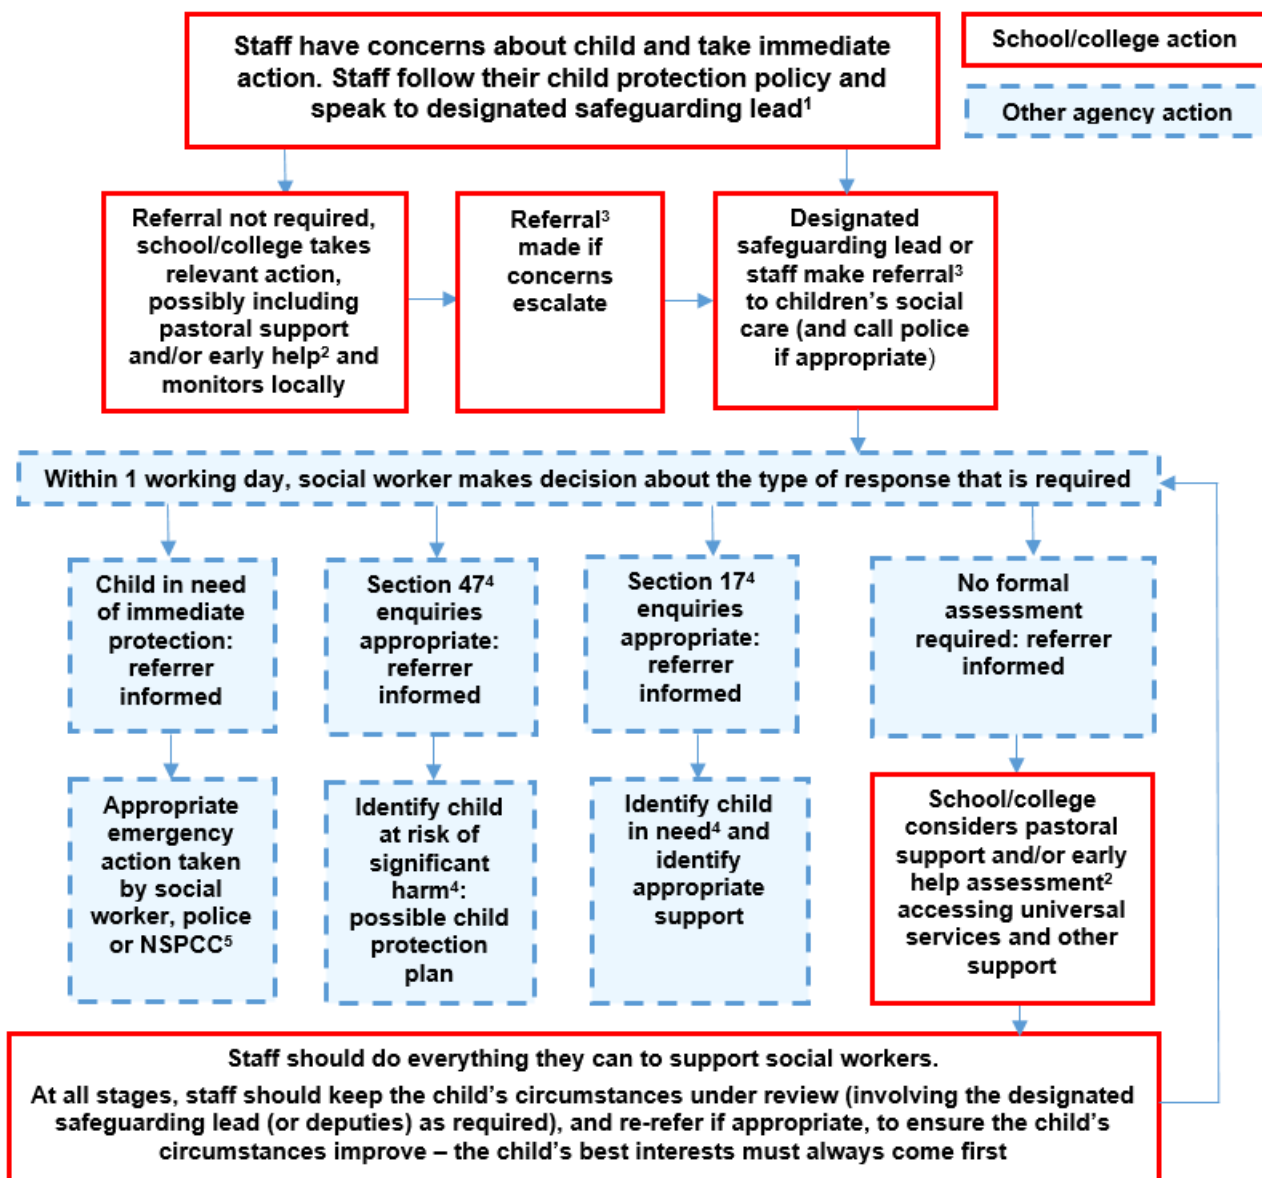 Staff have concerns about child and take immediate
action. Staff follow their child protection policy and
speak to designated safeguarding lead¹
School/college action
Other agency action
Referral not required,
school/college takes
relevant action,
possibly including
pastoral support
and/or early help² and
monitors locally
Referral³
made if
concerns
escalate
Designated
safeguarding lead or
staff make referral³
to children’s social
care (and call police
if appropriate)
Within 1 working day, social worker makes decision about the type of response that is required
Child in need
of immediate
protection:
referrer
informed
Section 47⁴
enquiries
appropriate:
referrer
informed
Section 17⁴
enquiries
appropriate:
referrer
informed
No formal
assessment
required: referrer
informed
Appropriate
emergency
action taken
by social
worker, police
or NSPCC⁵
Identify child
at risk of
significant
harm⁴:
possible child
protection
plan
Identify child
in need⁴ and
identify
appropriate
support
School/college
considers pastoral
support and/or early
help assessment²
accessing universal
services and other
support
Staff should do everything they can to support social workers.
At all stages, staff should keep the child’s circumstances under review (involving the designated
safeguarding lead (or deputies) as required), and re-refer if appropriate, to ensure the child’s
circumstances improve – the child’s best interests must always come first